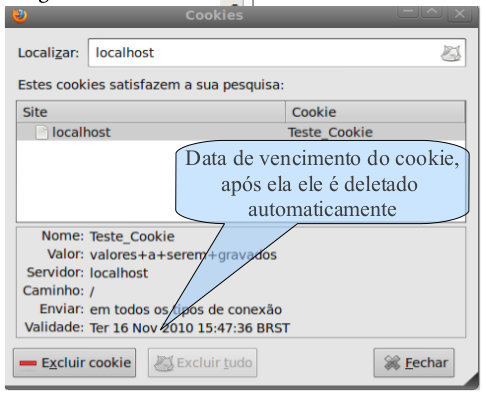 Cookies
Localizar: localhost
Estes cookies satisfazem a sua pesquisa:
Site Cookie
localhost Teste_Cookie
Data de vencimento do cookie,
após ela ele é deletado
automaticamente
Nome: Teste_Cookie
Valor: valores+a+serem+gravados
Servidor: localhost
Caminho: /
Enviar: em todos os tipos de conexão
Validade: Ter 16 Nov 2010 15:47:36 BRST
Excluir cookie Excluir tudo Fechar